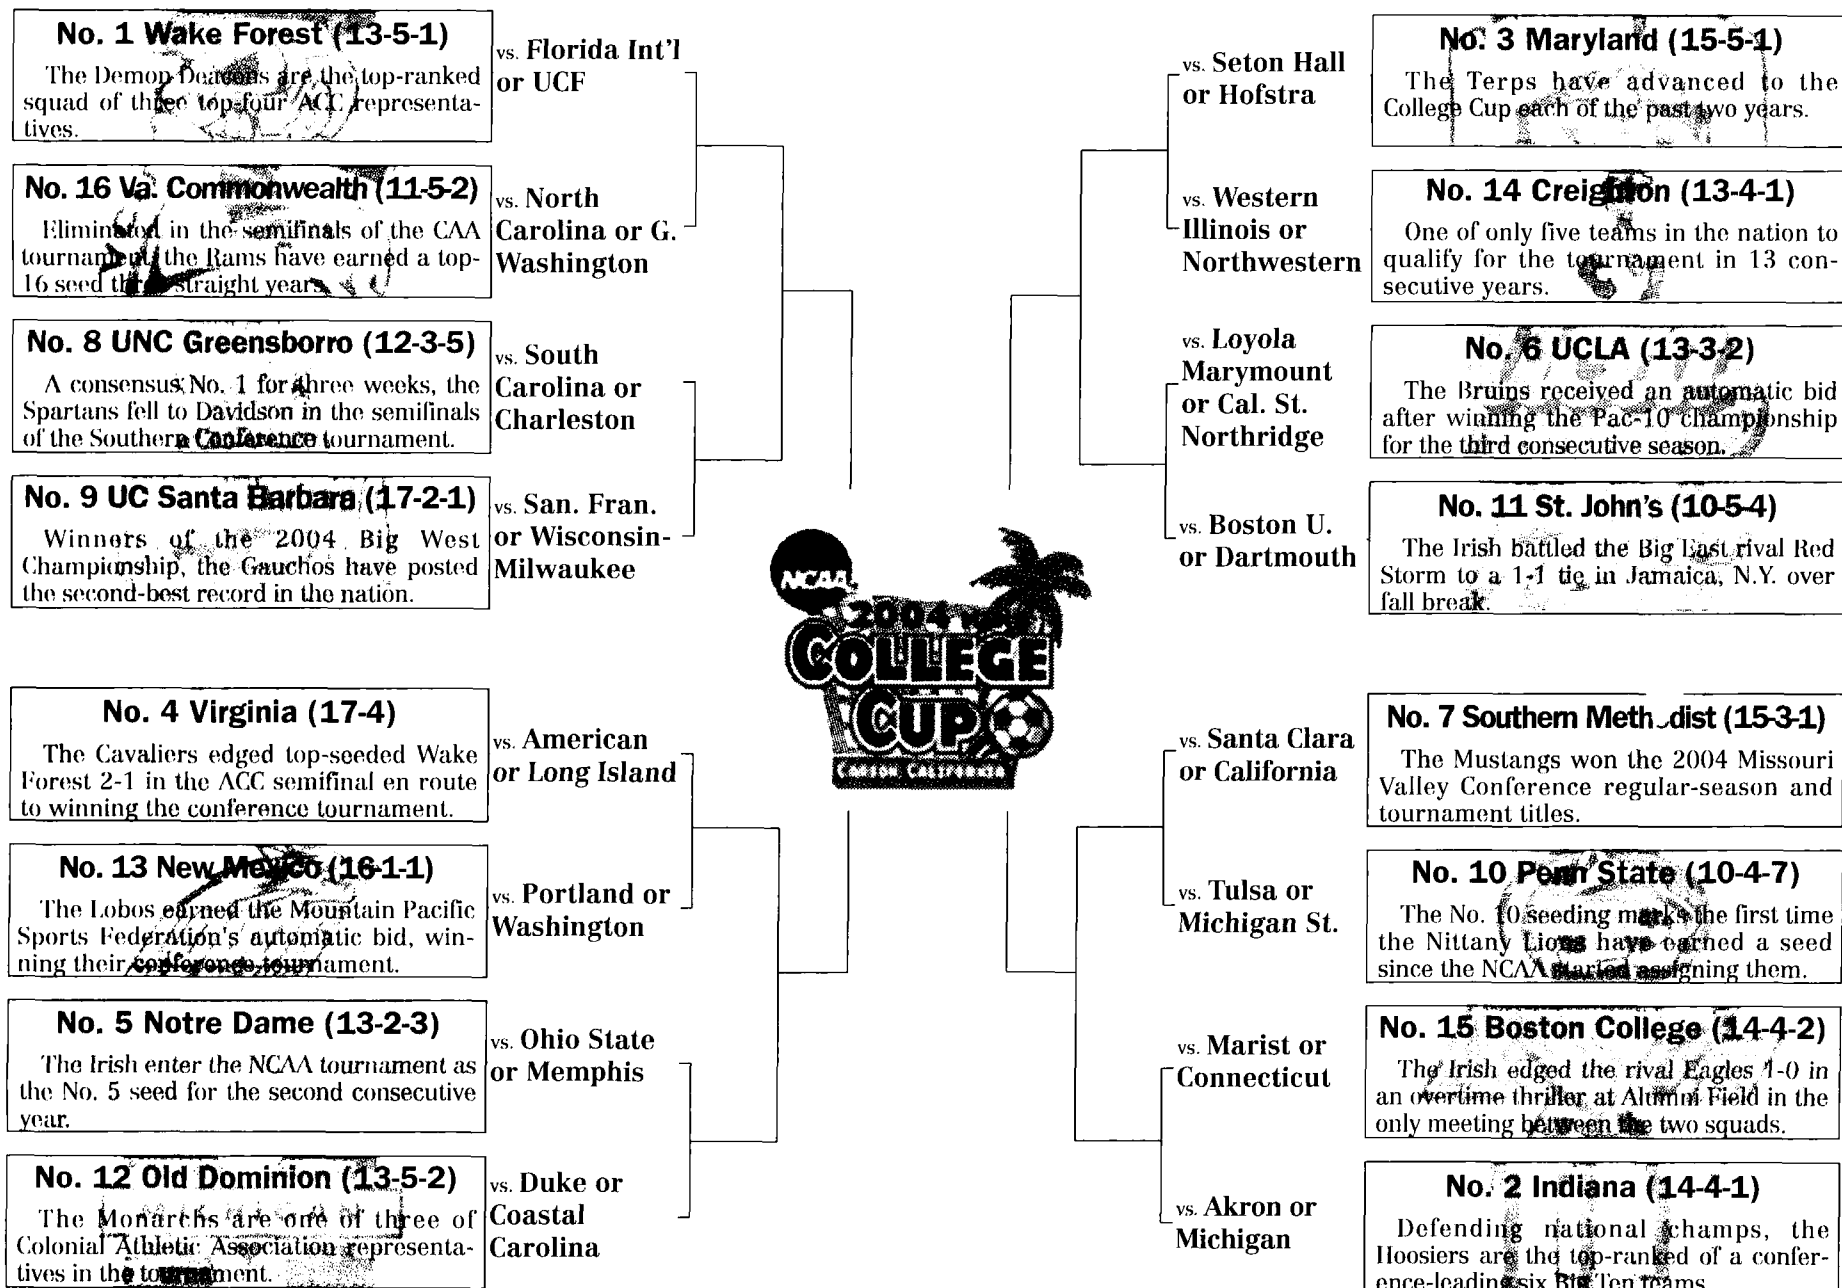 No. 1 Wake Forest (13-5-1)
The Demon Deacons are the top-ranked
squad of three top-four ACC representa-
tives.
vs. Florida Int'l
or UCF
No. 16 Va. Commonwealth (11-5-2)
Eliminated in the semifinals of the CAA
tournament, the Rams have earned a top-
16 seed three straight years.
vs. North
Carolina or G.
Washington
No. 8 UNC Greensborro (12-3-5)
A consensus No. 1 for three weeks, the
Spartans fell to Davidson in the semifinals
of the Southern Conference tournament.
vs. South
Carolina or
Charleston
No. 9 UC Santa Barbara (17-2-1)
Winners of the 2004 Big West
Championship, the Gauchos have posted
the second-best record in the nation.
vs. San. Fran.
or Wisconsin-
Milwaukee
No. 4 Virginia (17-4)
The Cavaliers edged top-seeded Wake
Forest 2-1 in the ACC semifinal en route
to winning the conference tournament.
vs. American
or Long Island
No. 13 New Mexico (16-1-1)
The Lobos earned the Mountain Pacific
Sports Federation's automatic bid, win-
ning their conference tournament.
vs. Portland or
Washington
No. 5 Notre Dame (13-2-3)
The Irish enter the NCAA tournament as
the No. 5 seed for the second consecutive
year.
vs. Ohio State
or Memphis
No. 12 Old Dominion (13-5-2)
The Monarchs are one of three of
Colonial Athletic Association representa-
tives in the tournament.
vs. Duke or
Coastal
Carolina
NCAA
2004
COLLEGE
CUP
CARSON CALIFORNIA
vs. Seton Hall
or Hofstra
No. 3 Maryland (15-5-1)
The Terps have advanced to the
College Cup each of the past two years.
vs. Western
Illinois or
Northwestern
No. 14 Creighton (13-4-1)
One of only five teams in the nation to
qualify for the tournament in 13 con-
secutive years.
vs. Loyola
Marymount
or Cal. St.
Northridge
No. 6 UCLA (13-3-2)
The Bruins received an automatic bid
after winning the Pac-10 championship
for the third consecutive season.
vs. Boston U.
or Dartmouth
No. 11 St. John's (10-5-4)
The Irish battled the Big East rival Red
Storm to a 1-1 tie in Jamaica, N.Y. over
fall break.
vs. Santa Clara
or California
No. 7 Southern Methodist (15-3-1)
The Mustangs won the 2004 Missouri
Valley Conference regular-season and
tournament titles.
vs. Tulsa or
Michigan St.
No. 10 Penn State (10-4-7)
The No. 10 seeding marks the first time
the Nittany Lions have earned a seed
since the NCAA started assigning them.
vs. Marist or
Connecticut
No. 15 Boston College (14-4-2)
The Irish edged the rival Eagles 1-0 in
an overtime thriller at Alumni Field in the
only meeting between the two squads.
vs. Akron or
Michigan
No. 2 Indiana (14-4-1)
Defending national champs, the
Hoosiers are the top-ranked of a confer-
ence-leading six Big Ten teams.